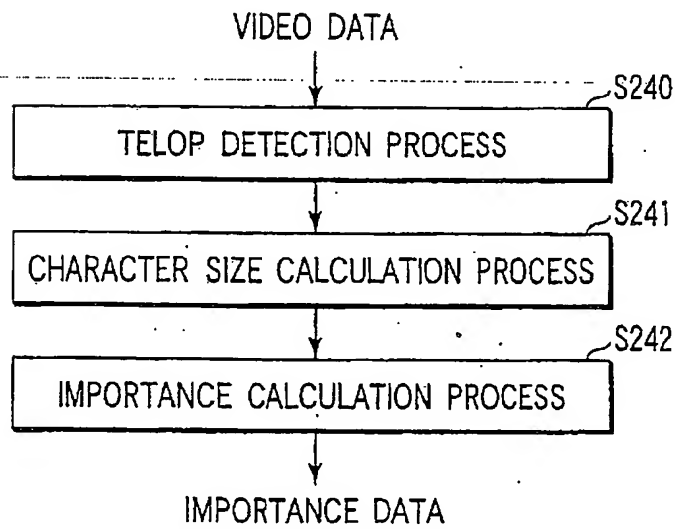 VIDEO DATA
S240
TELOP DETECTION PROCESS
S241
CHARACTER SIZE CALCULATION PROCESS
S242
IMPORTANCE CALCULATION PROCESS
IMPORTANCE DATA